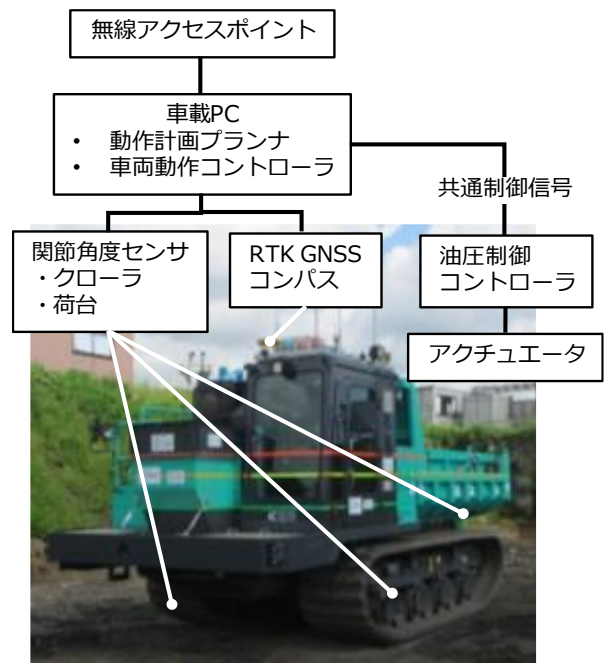 無線アクセスポイント
車載PC
• 動作計画プランナ
• 車両動作コントローラ
共通制御信号
関節角度センサ
・クローラ
・荷台
RTK GNSS
コンパス
油圧制御
コントローラ
アクチュエータ